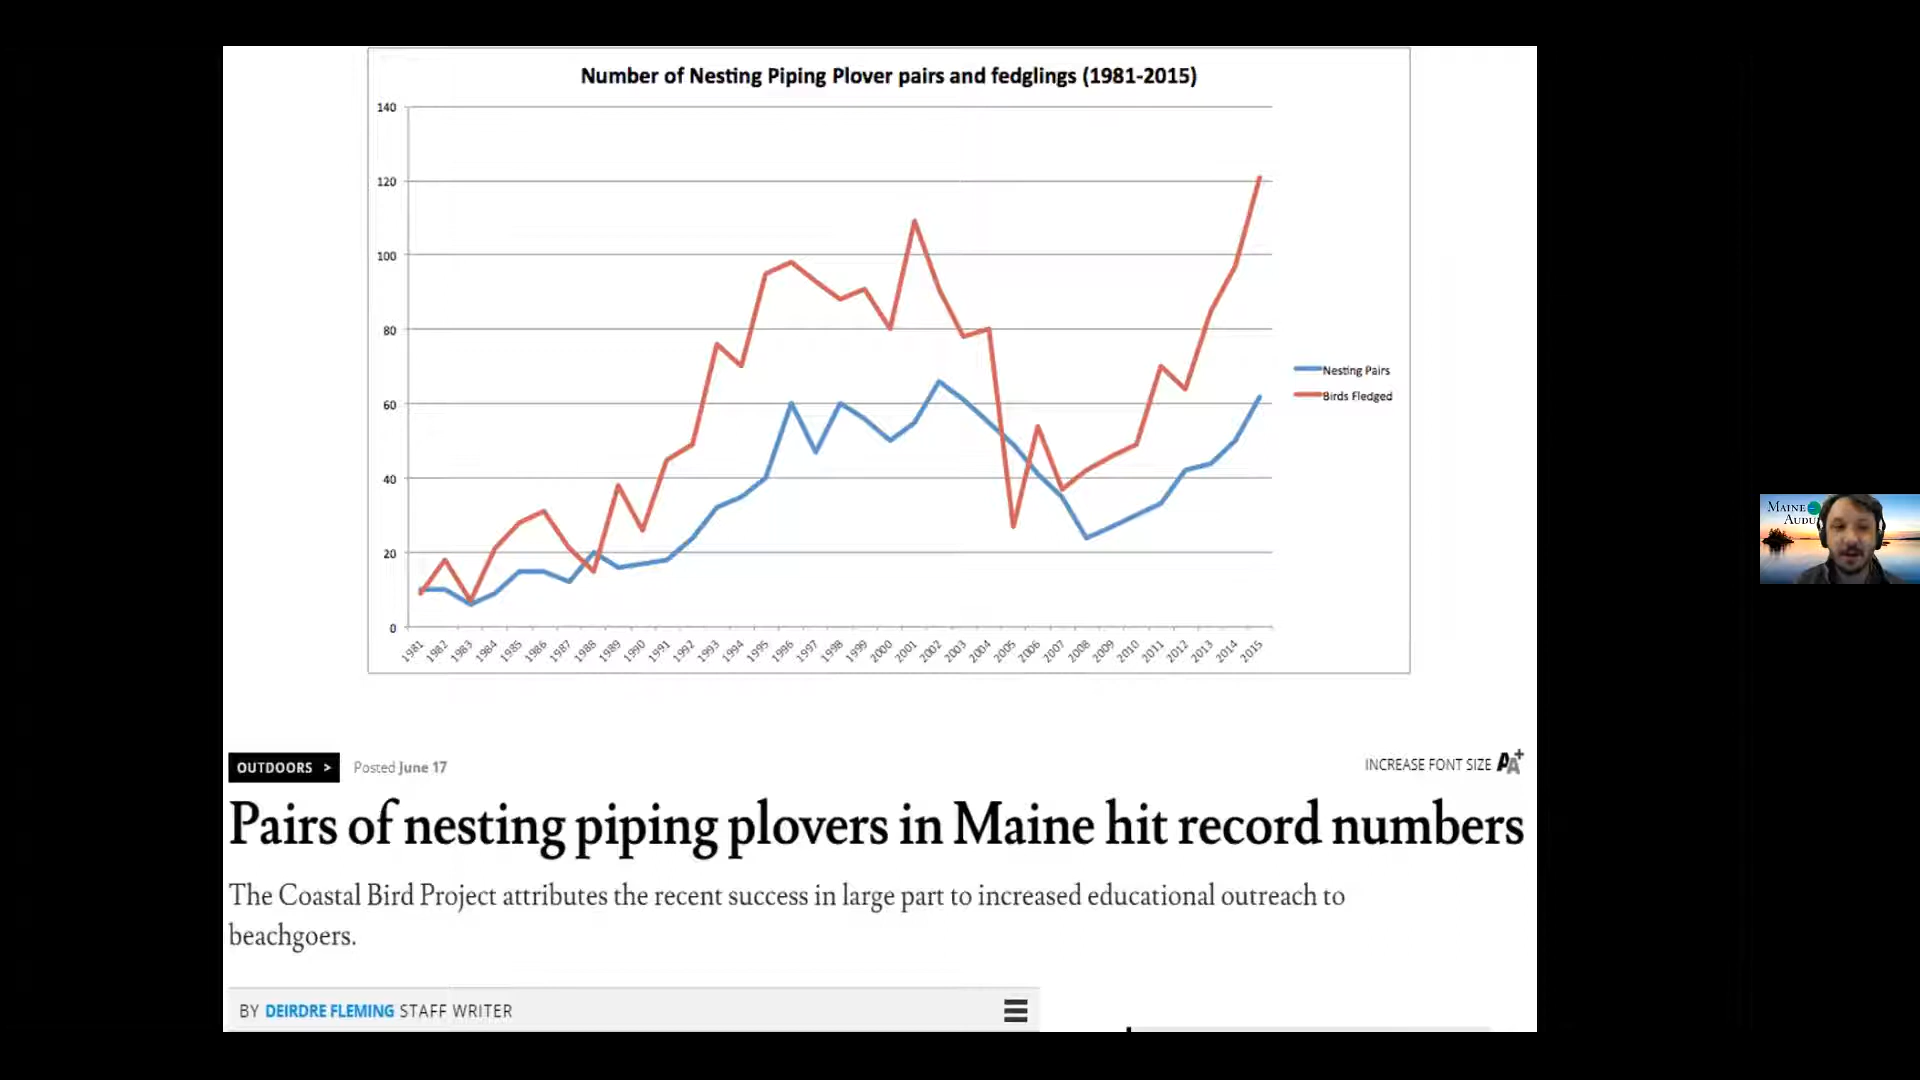 Number of Nesting Piping Plover pairs and fedglings (1981-2015)
140
120
100
80
60
40
20
0
1981 1982 1983 1984 1985 1986 1987 1988 1989 1990 1991 1992 1993 1994 1995 1996 1997 1998 1999 2000 2001 2002 2003 2004 2005 2006 2007 2008 2009 2010 2011 2012 2013 2014 2015
Nesting Pairs
Birds Fledged
MAINE
AUDU
OUTDOORS > Posted June 17
INCREASE FONT SIZE AA+
Pairs of nesting piping plovers in Maine hit record numbers
The Coastal Bird Project attributes the recent success in large part to increased educational outreach to
beachgoers.
BY DEIRDRE FLEMING STAFF WRITER